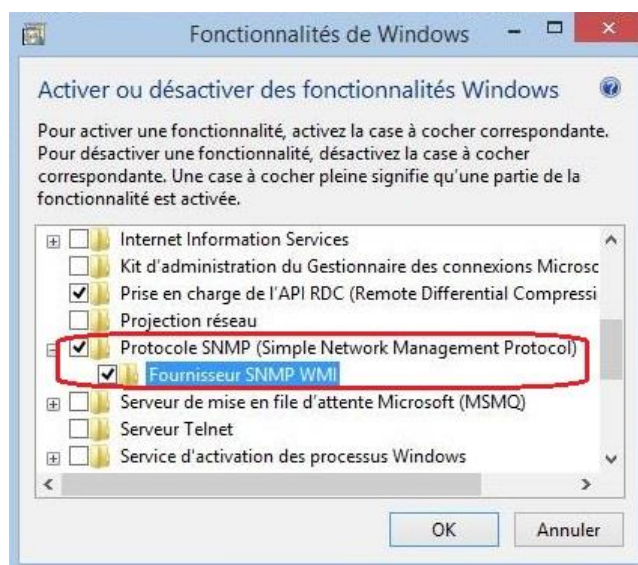 Fonctionnalités de Windows
Activer ou désactiver des fonctionnalités Windows
Pour activer une fonctionnalité, activez la case à cocher correspondante.
Pour désactiver une fonctionnalité, désactivez la case à cocher
correspondante. Une case à cocher pleine signifie qu'une partie de la
fonctionnalité est activée.
Internet Information Services
Kit d'administration du Gestionnaire des connexions Microsc
Prise en charge de l'API RDC (Remote Differential Compressi
Projection réseau
Protocole SNMP (Simple Network Management Protocol)
Fournisseur SNMP WMI
Serveur de mise en file d'attente Microsoft (MSMQ)
Serveur Telnet
Service d'activation des processus Windows
OK
Annuler